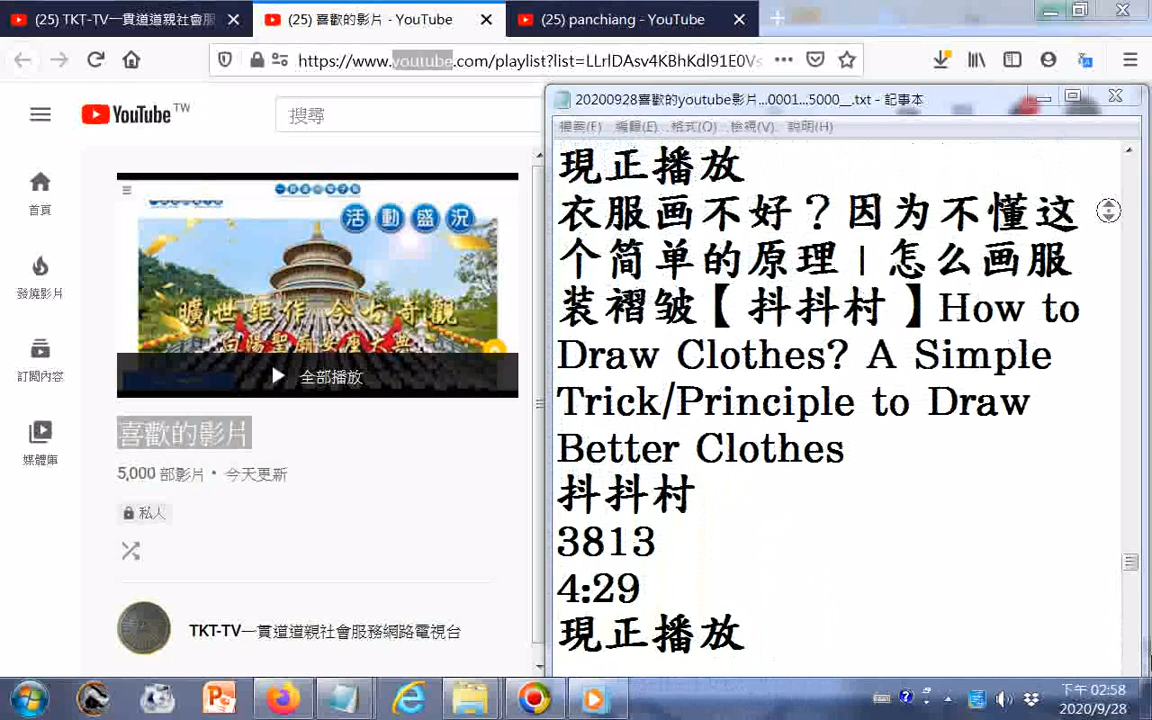 (25) TKT-TV一貫道道親社會服
(25) 喜歡的影片 - YouTube
(25) panchiang - YouTube
https://www.youtube.com/playlist?list=LLrlDAsv4KBhKdl91E0Vs
YouTube TW
搜尋
首頁
發燒影片
訂閱內容
媒體庫
活動盛況
曠世鉅作 今古奇觀
白陽聖廟安座大典
全部播放
喜歡的影片
5,000 部影片・今天更新
私人
TKT-TV一貫道道親社會服務網路電視台
20200928喜歡的youtube影片...0001...5000__.txt - 記事本
檔案(F) 編輯(E) 格式(O) 檢視(V) 說明(H)
現正播放
衣服画不好？因为不懂这
个简单的原理｜怎么画服
装褶皱【 抖抖村 】How to
Draw Clothes? A Simple
Trick/Principle to Draw
Better Clothes
抖抖村
3813
4:29
現正播放
下午 02:58
2020/9/28